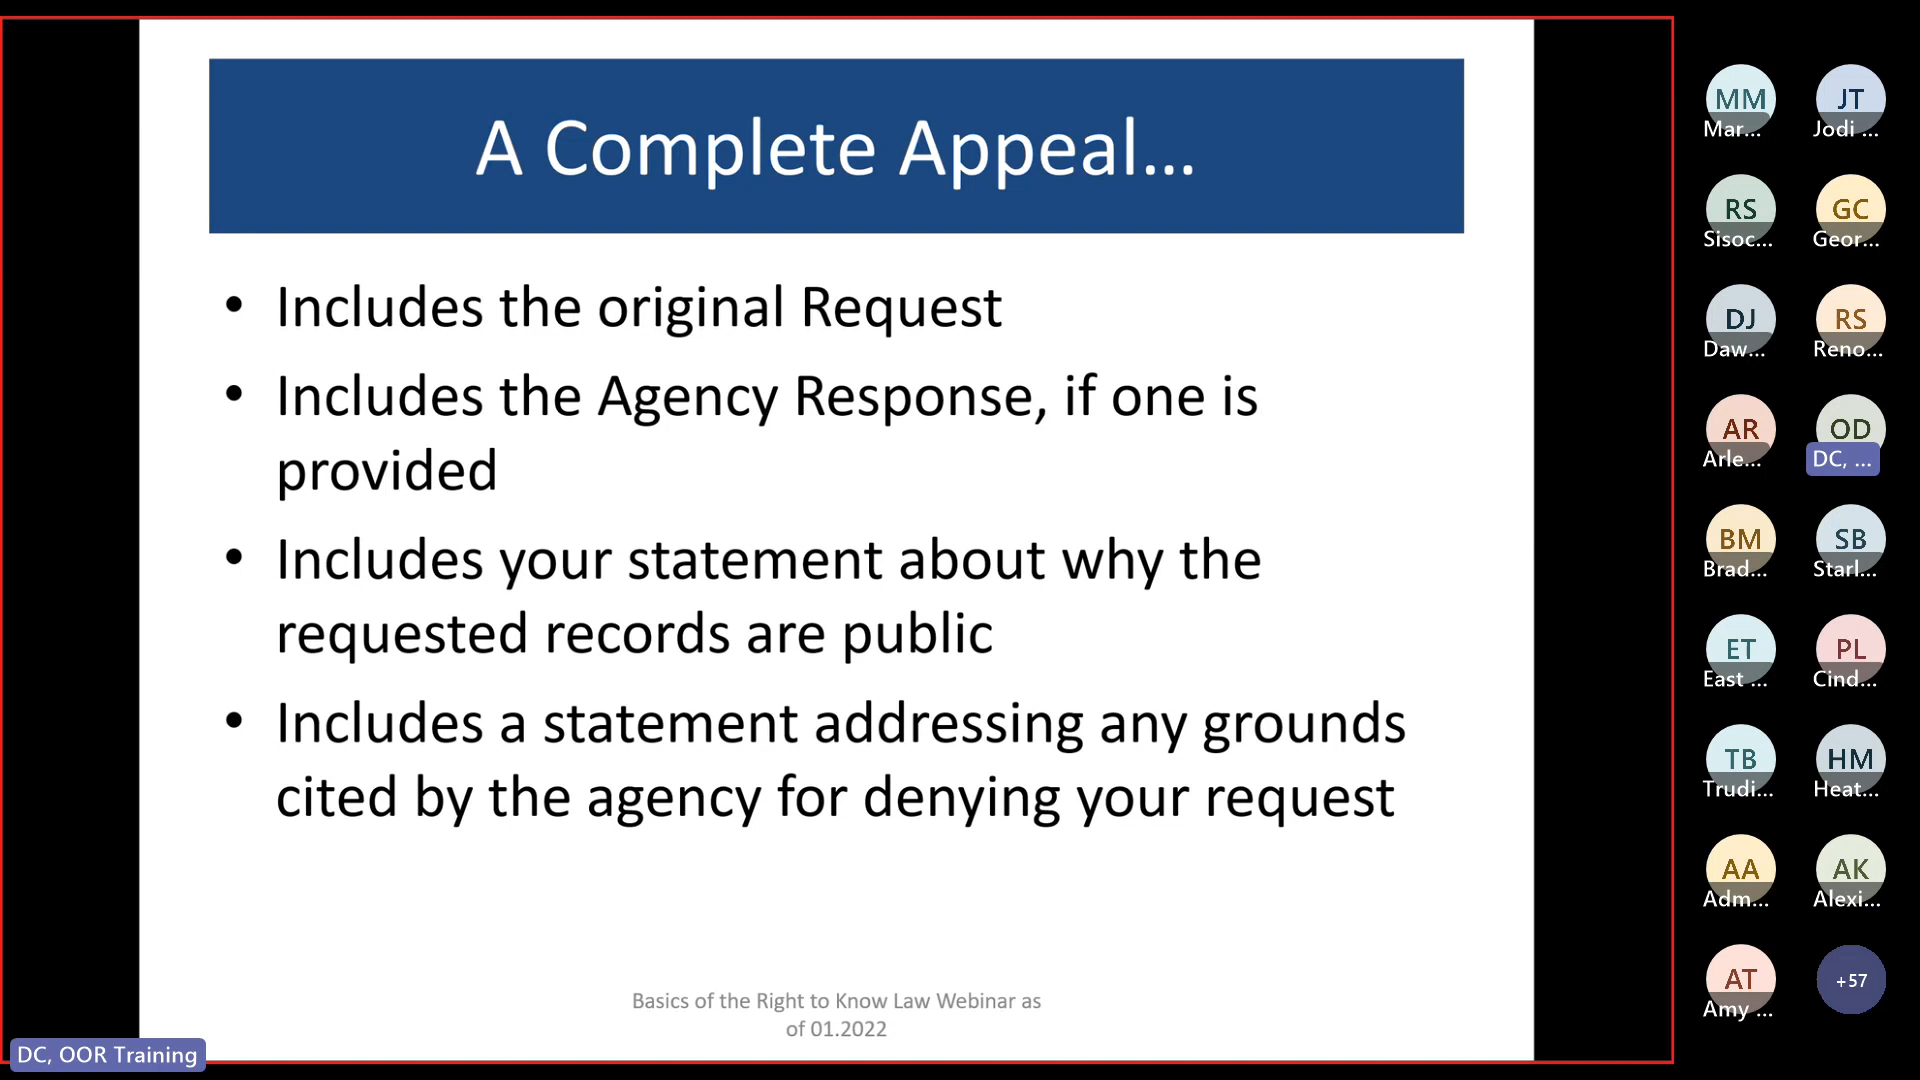 A Complete Appeal...
• Includes the original Request
• Includes the Agency Response, if one is
provided
• Includes your statement about why the
requested records are public
• Includes a statement addressing any grounds
cited by the agency for denying your request
Basics of the Right to Know Law Webinar as
of 01.2022
DC, OOR Training
MM
Mar...
JT
Jodi ...
RS
Sisoc...
GC
Geor...
DJ
Daw...
RS
Reno...
AR
Arle...
OD
DC, ...
BM
Brad...
SB
Starl...
ET
East ...
PL
Cind...
TB
Trudi...
HM
Heat...
AA
Adm...
AK
Alexi...
AT
Amy ...
+57